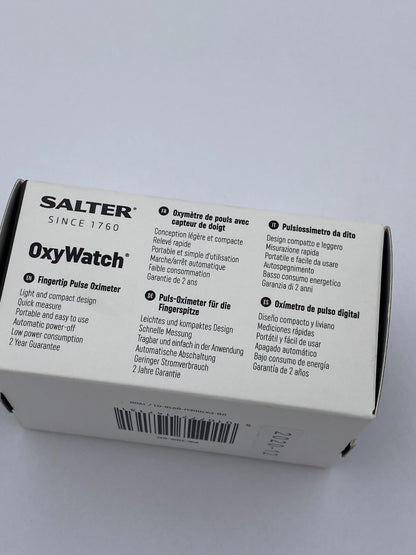 SALTER®
SINCE 1760
OxyWatch®
EN Fingertip Pulse Oximeter
Light and compact design
Quick measure
Portable and easy to use
Automatic power-off
Low power consumption
2 Year Guarantee
FR Oxymètre de pouls avec
capteur de doigt
Conception légère et compacte
Relevé rapide
Portable et simple d'utilisation
Marche/arrêt automatique
Faible consommation
Garantie de 2 ans
DE Puls-Oximeter für die
Fingerspitze
Leichtes und kompaktes Design
Schnelle Messung
Tragbar und einfach in der Anwendung
Automatische Abschaltung
Geringer Stromverbrauch
2 Jahre Garantie
IT Pulsiossimetro da dito
Design compatto e leggero
Misurazione rapida
Portatile e facile da usare
Autospegnimento
Basso consumo energetico
Garanzia di 2 anni
ES Oxímetro de pulso digital
Diseño compacto y liviano
Mediciones rápidas
Portátil y fácil de usar
Apagado automático
Bajo consumo de energía
Garantía de 2 años
2020-12